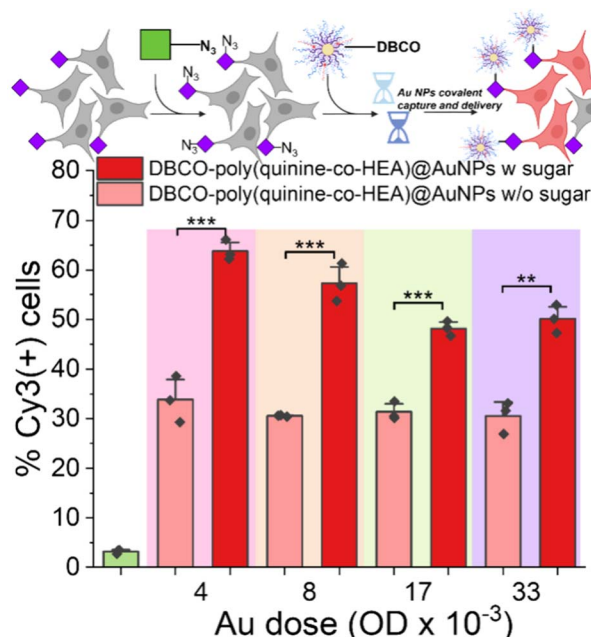 N₃
N₃
DBCO
N₃
N₃
N₃
Au NPs covalent
capture and delivery
80
DBCO-poly(quinine-co-HEA)@AuNPs w sugar
DBCO-poly(quinine-co-HEA)@AuNPs w/o sugar
70
***
***
60
***
**
50
40
30
20
10
0
% Cy3(+) cells
4 8 17 33
Au dose (OD x 10⁻³)